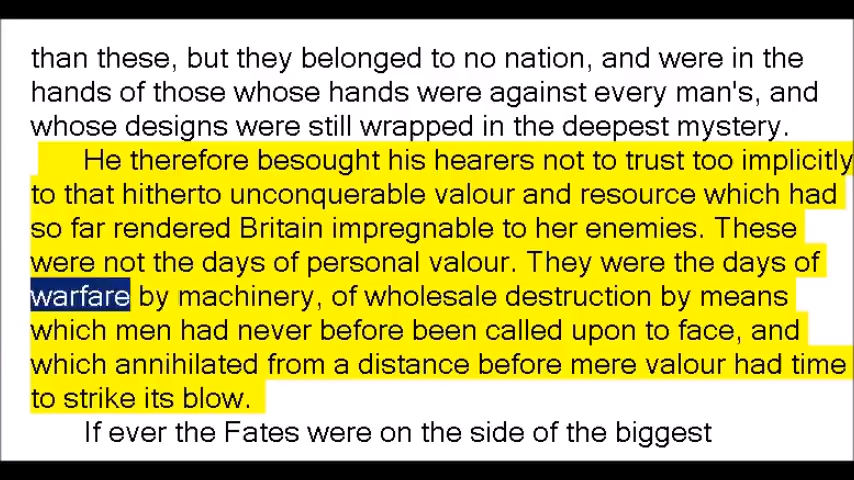 than these, but they belonged to no nation, and were in the
hands of those whose hands were against every man's, and
whose designs were still wrapped in the deepest mystery.
He therefore besought his hearers not to trust too implicitly
to that hitherto unconquerable valour and resource which had
so far rendered Britain impregnable to her enemies. These
were not the days of personal valour. They were the days of
warfare by machinery, of wholesale destruction by means
which men had never before been called upon to face, and
which annihilated from a distance before mere valour had time
to strike its blow.
If ever the Fates were on the side of the biggest